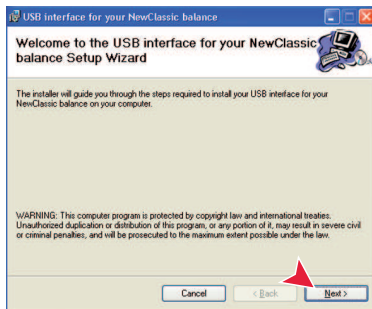 USB interface for your NewClassic balance
Welcome to the USB interface for your NewClassic
balance Setup Wizard
The installer will guide you through the steps required to install your USB interface for your
NewClassic balance on your computer.
WARNING: This computer program is protected by copyright law and international treaties.
Unauthorized duplication or distribution of this program, or any portion of it, may result in severe civil
or criminal penalties, and will be prosecuted to the maximum extent possible under the law.
Cancel < Back Next >